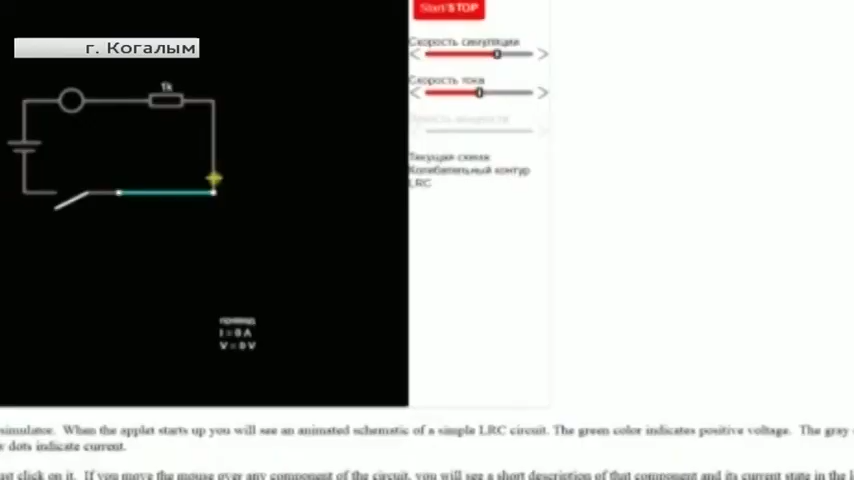 Start/STOP
Скорость симуляции
г. Когалым
Скорость тока
1k
Текущая схема:
Колебательный контур
LRC
провод
I = 0 A
V = 0 V
simulator. When the applet starts up you will see an animated schematic of a simple LRC circuit. The green color indicates positive voltage. The gray
dots indicate current.
just click on it. If you move the mouse over any component of the circuit, you will see a short description of that component and its current state in the